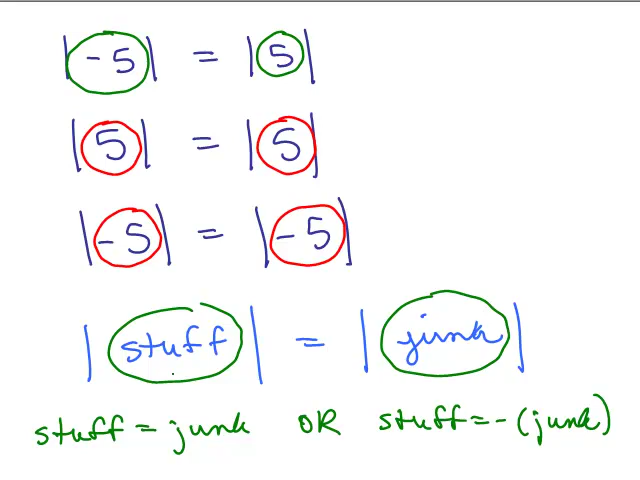 |-5| = |5|
|5| = |5|
|-5| = |-5|
|stuff| = |junk|
stuff = junk OR stuff = -(junk)